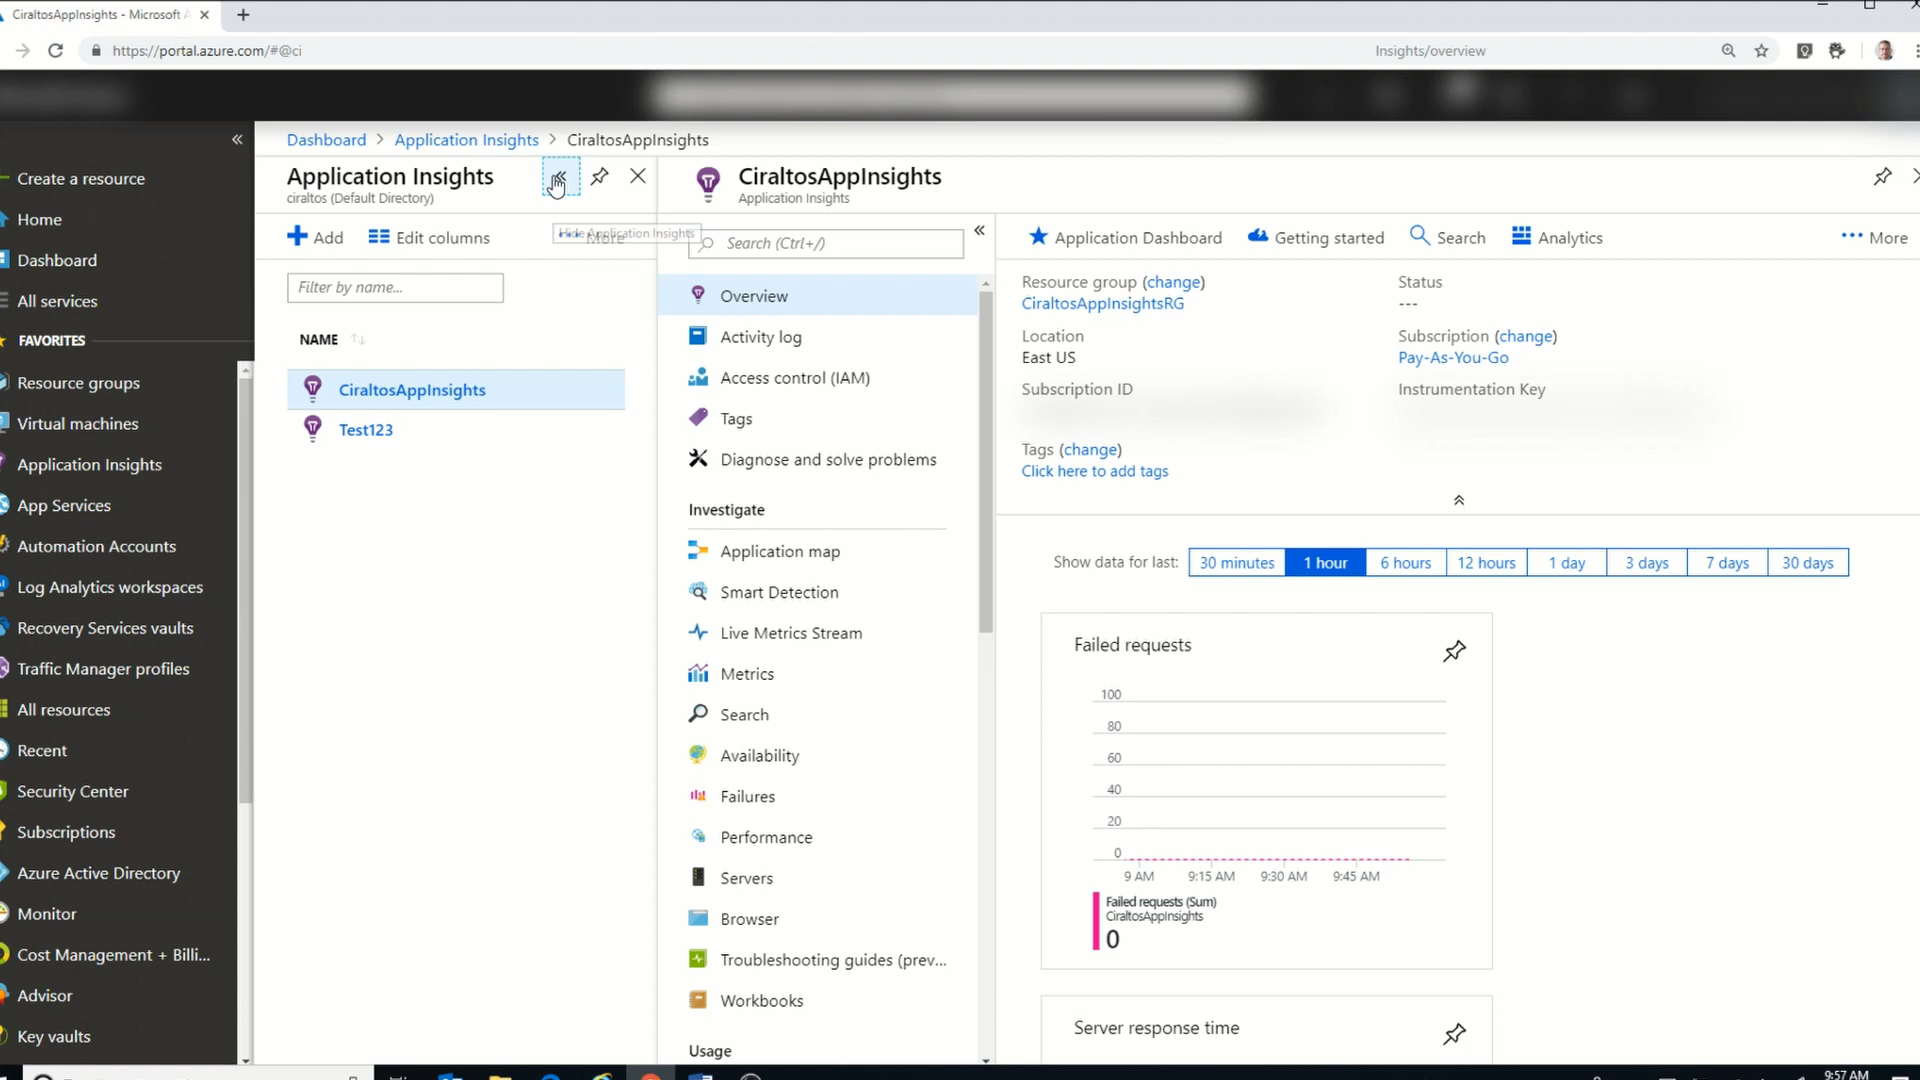 CiraltosAppInsights - Microsoft A
https://portal.azure.com/#@ci
Insights/overview
Create a resource
Home
Dashboard
All services
FAVORITES
Resource groups
Virtual machines
Application Insights
App Services
Automation Accounts
Log Analytics workspaces
Recovery Services vaults
Traffic Manager profiles
All resources
Recent
Security Center
Subscriptions
Azure Active Directory
Monitor
Cost Management + Billi...
Advisor
Key vaults
Dashboard > Application Insights > CiraltosAppInsights
Application Insights
ciraltos (Default Directory)
Add
Edit columns
More
Hide Application Insights
Filter by name...
NAME
CiraltosAppInsights
Test123
CiraltosAppInsights
Application Insights
Search (Ctrl+/)
Overview
Activity log
Access control (IAM)
Tags
Diagnose and solve problems
Investigate
Application map
Smart Detection
Live Metrics Stream
Metrics
Search
Availability
Failures
Performance
Servers
Browser
Troubleshooting guides (prev...
Workbooks
Usage
Application Dashboard
Getting started
Search
Analytics
More
Resource group (change)
CiraltosAppInsightsRG
Location
East US
Subscription ID
Tags (change)
Click here to add tags
Status
---
Subscription (change)
Pay-As-You-Go
Instrumentation Key
Show data for last:
30 minutes
1 hour
6 hours
12 hours
1 day
3 days
7 days
30 days
Failed requests
100
80
60
40
20
0
9 AM
9:15 AM
9:30 AM
9:45 AM
Failed requests (Sum)
CiraltosAppInsights
0
Server response time
9:57 AM